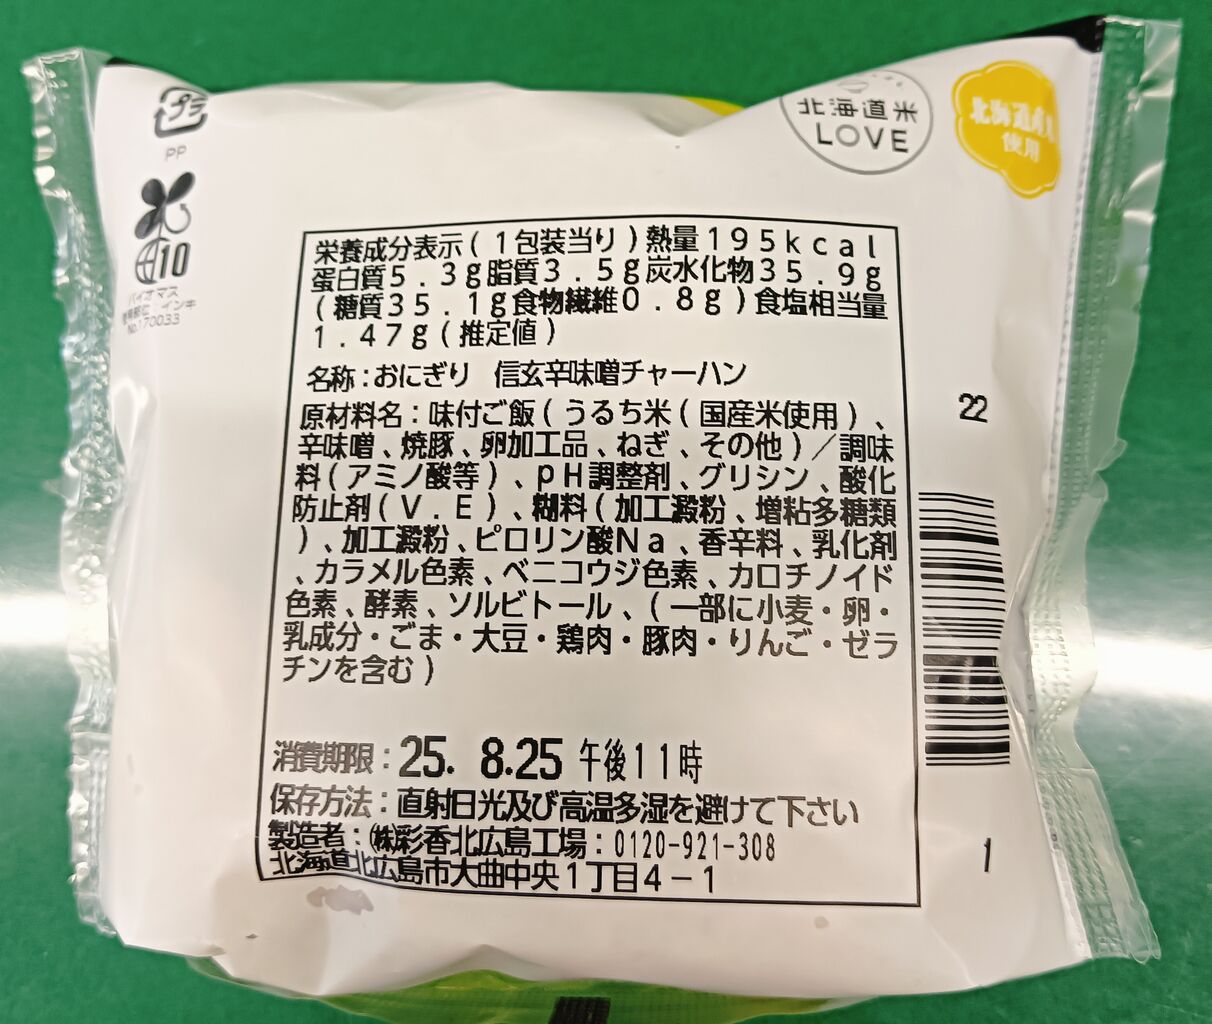 プラ
PP
10
バイオマス
No.170033
北海道米
LOVE
使用
栄養成分表示(1包装当り)熱量195kcal
蛋白質5.3g脂質3.5g炭水化物35.9g
(糖質35.1g食物繊維0.8g)食塩相当量
1.47g(推定値)
名称:おにぎり 信玄辛味噌チャーハン
原材料名:味付ご飯(うるち米(国産米使用)、
辛味噌、焼豚、卵加工品、ねぎ、その他)/調味
料(アミノ酸等)、pH調整剤、グリシン、酸化
防止剤(V.E)、糊料(加工澱粉、増粘多糖類
)、加工澱粉、ピロリン酸Na、香辛料、乳化剤
、カラメル色素、ベニコウジ色素、カロチノイド
色素、酵素、ソルビトール、(一部に小麦・卵・
乳成分・ごま・大豆・鶏肉・豚肉・りんご・ゼラ
チンを含む)
消費期限:25. 8.25 午後11時
保存方法:直射日光及び高温多湿を避けて下さい
製造者:㈱彩香北広島工場:0120-921-308
北海道北広島市大曲中央1丁目4-1
22
1